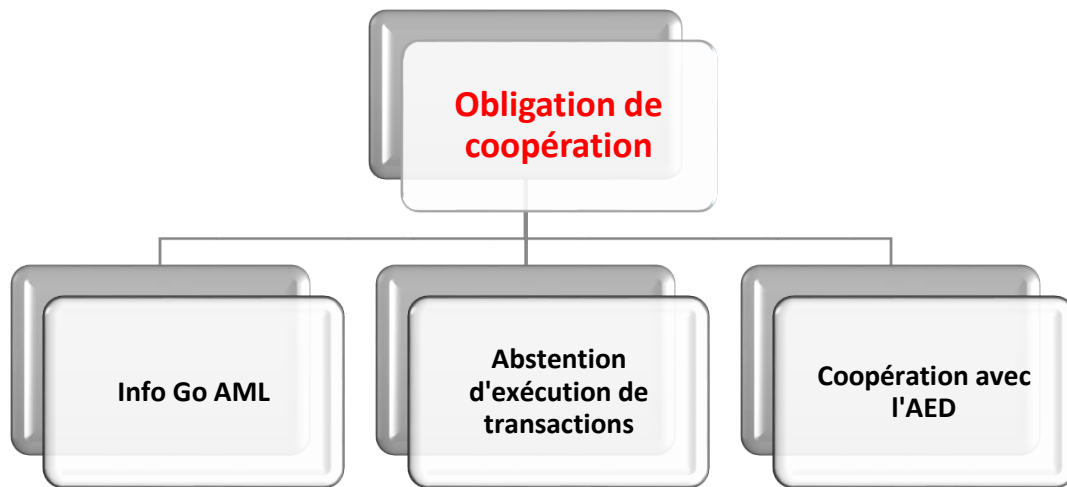 Obligation de
coopération
Info Go AML
Abstention
d'exécution de
transactions
Coopération avec
l'AED